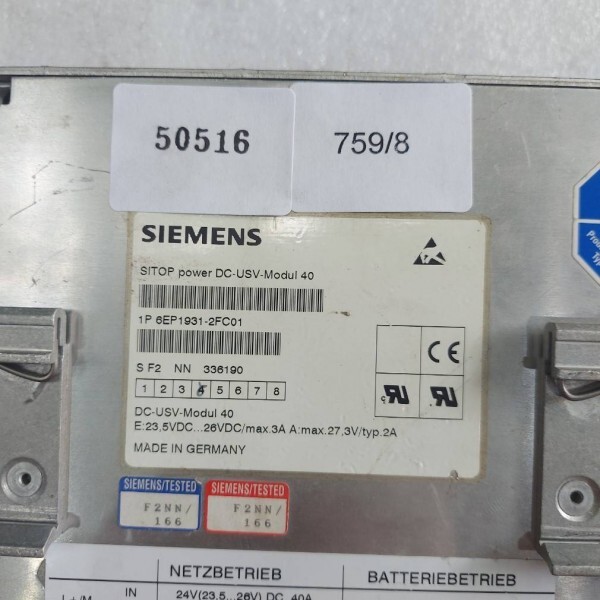 50516
759/8
SIEMENS
SITOP power DC-USV-Modul 40
1P 6EP1931-2FC01
S F2 NN 336190
1 2 3 4 5 6 7 8
DC-USV-Modul 40
E:23,5VDC...26VDC/max.3A A:max.27,3V/typ.2A
MADE IN GERMANY
SIEMENS/TESTED
F2NN/
166
SIEMENS/TESTED
F2NN/
166
NETZBETRIEB
BATTERIEBETRIEB
L+/M
IN
24V(23,5...26V) DC 40A